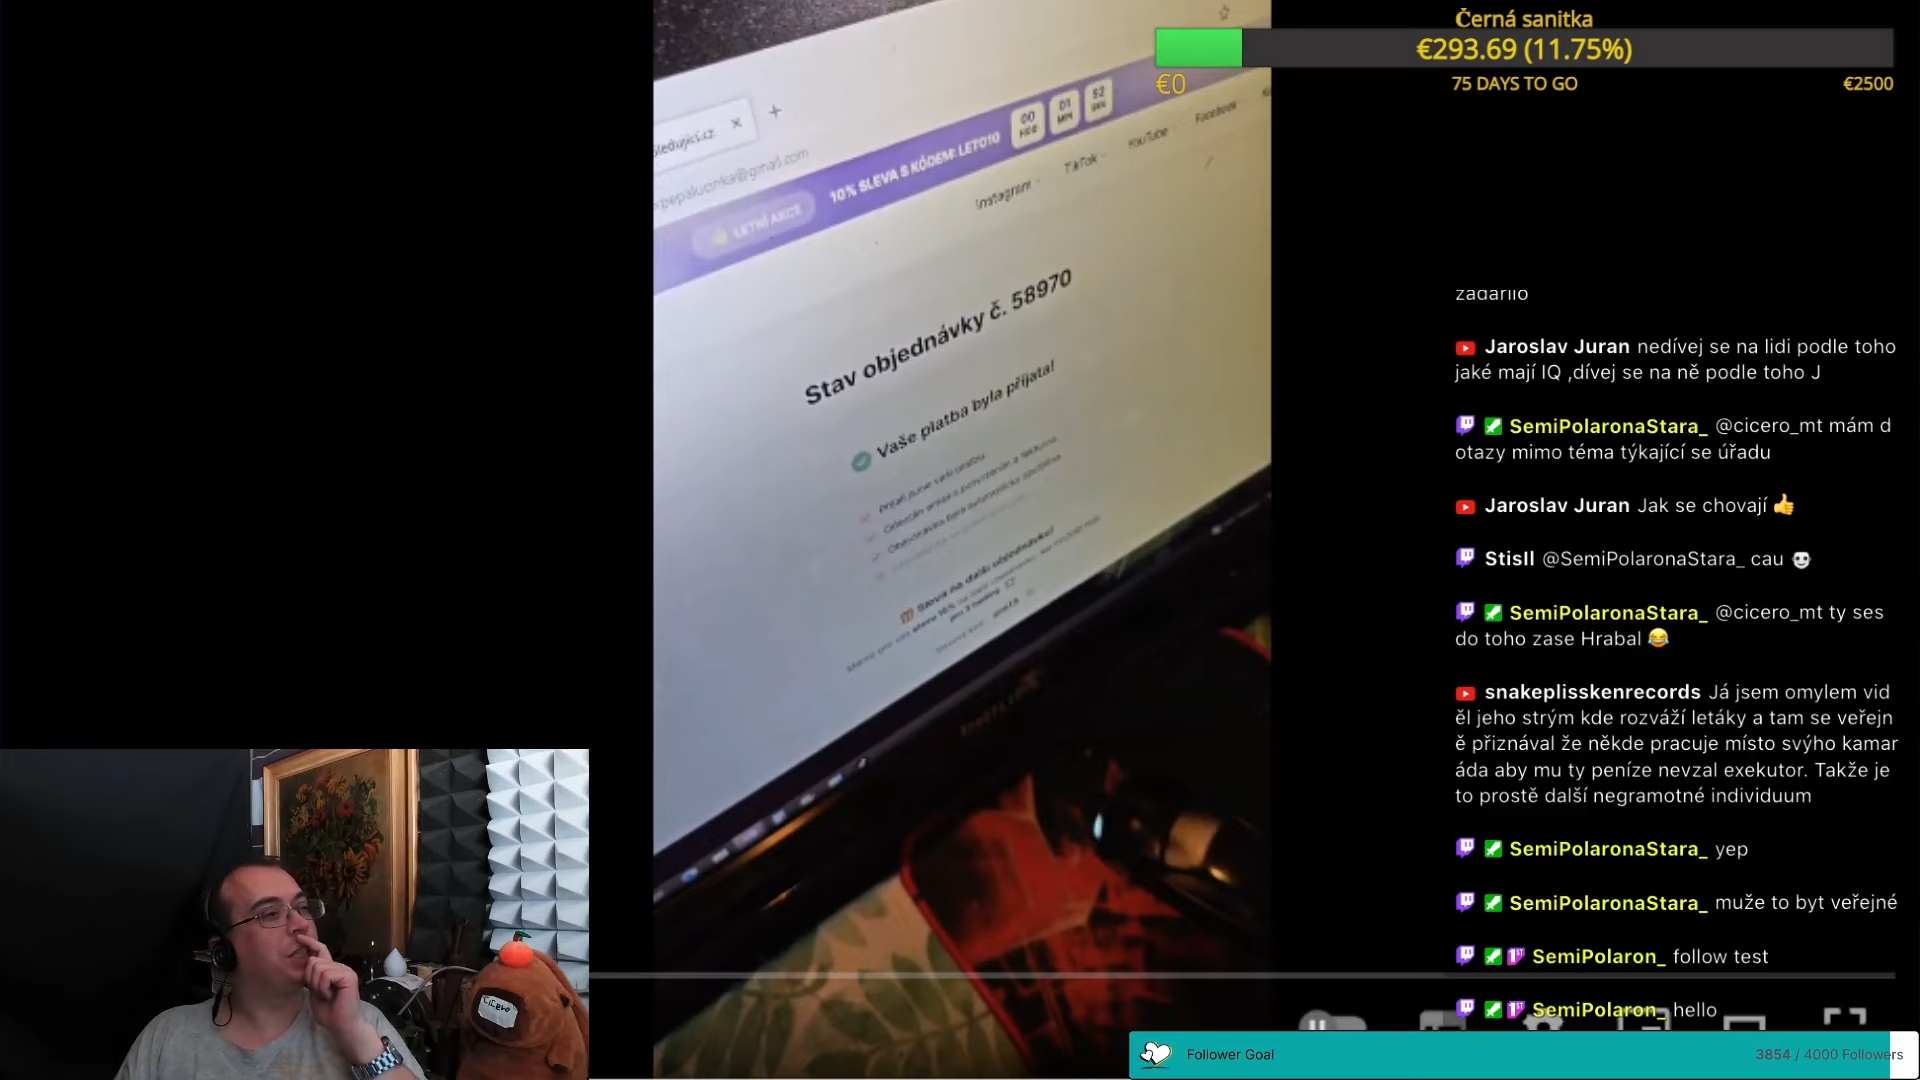 Černá sanitka
€293.69 (11.75%)
€0
75 DAYS TO GO
€2500
LETNÍ AKCE
10% SLEVA S KÓDEM: LETO10
00
01
MIN
52
Instagram
TikTok
YouTube
Facebook
Stav objednávky č. 58970
Vaše platba byla přijata!
Jaroslav Juran nedívej se na lidi podle toho
jaké mají IQ ,dívej se na ně podle toho J
SemiPolaronaStara_ @cicero_mt mám d
otazy mimo téma týkající se úřadu
Jaroslav Juran Jak se chovají 👍
Stisll @SemiPolaronaStara_ cau 💀
SemiPolaronaStara_ @cicero_mt ty ses
do toho zase Hrabal 😂
snakeplisskenrecords Já jsem omylem vid
ěl jeho strým kde rozváží letáky a tam se veřejn
ě přiznával že někde pracuje místo svýho kamar
áda aby mu ty peníze nevzal exekutor. Takže je
to prostě další negramotné individuum
SemiPolaronaStara_ yep
SemiPolaronaStara_ muže to byt veřejné
SemiPolaron_ follow test
SemiPolaron_ hello
Follower Goal
3854 / 4000 Followers